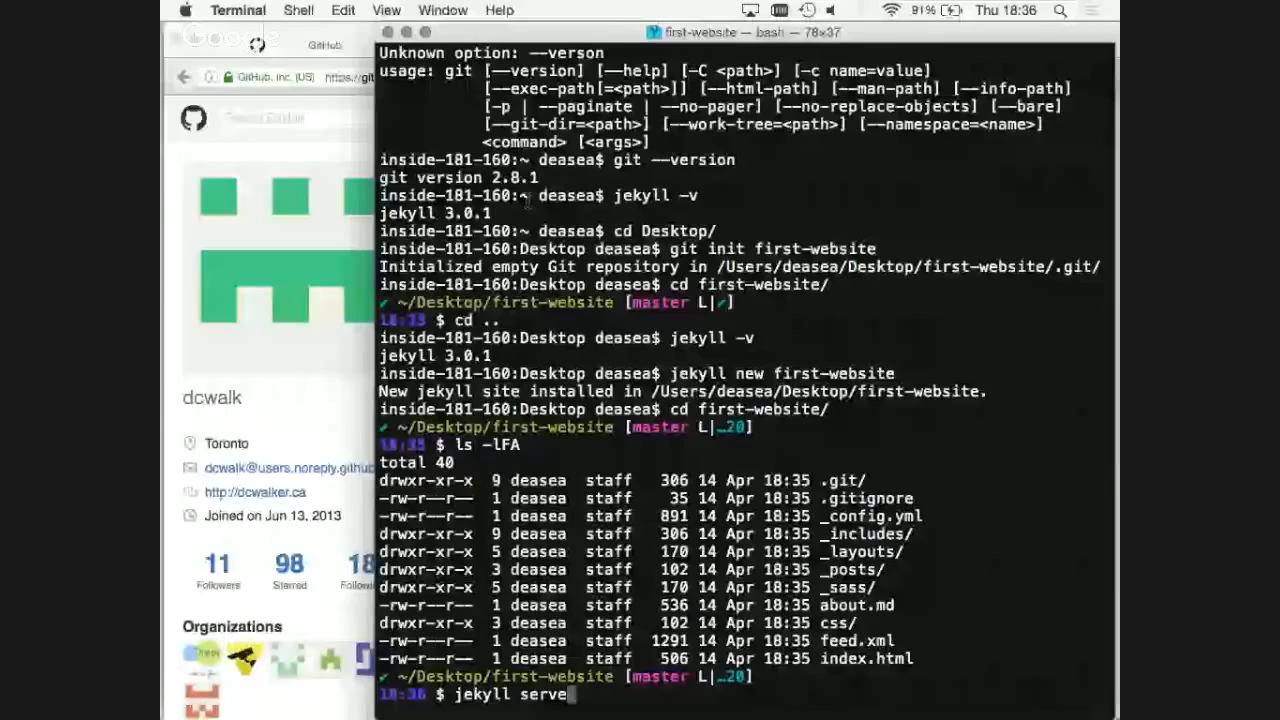 Terminal Shell Edit View Window Help 91% Thu 18:36
GitHub
GitHub, Inc. (US) https://git
dcwalk
Toronto
dcwalk@users.noreply.github
http://dcwalker.ca
Joined on Jun 13, 2013
11 98 18
Followers Starred Followin
Organizations
first-website — bash — 78×37
Unknown option: --verson
usage: git [--version] [--help] [-C <path>] [-c name=value]
[--exec-path[=<path>]] [--html-path] [--man-path] [--info-path]
[-p | --paginate | --no-pager] [--no-replace-objects] [--bare]
[--git-dir=<path>] [--work-tree=<path>] [--namespace=<name>]
<command> [<args>]
inside-181-160:~ deasea$ git --version
git version 2.8.1
inside-181-160:~ deasea$ jekyll -v
jekyll 3.0.1
inside-181-160:~ deasea$ cd Desktop/
inside-181-160:Desktop deasea$ git init first-website
Initialized empty Git repository in /Users/deasea/Desktop/first-website/.git/
inside-181-160:Desktop deasea$ cd first-website/
✔ ~/Desktop/first-website [master L|✔]
18:33 $ cd ..
inside-181-160:Desktop deasea$ jekyll -v
jekyll 3.0.1
inside-181-160:Desktop deasea$ jekyll new first-website
New jekyll site installed in /Users/deasea/Desktop/first-website.
inside-181-160:Desktop deasea$ cd first-website/
✔ ~/Desktop/first-website [master L|…20]
18:35 $ ls -lFA
total 40
drwxr-xr-x 9 deasea staff 306 14 Apr 18:35 .git/
-rw-r--r-- 1 deasea staff 35 14 Apr 18:35 .gitignore
-rw-r--r-- 1 deasea staff 891 14 Apr 18:35 _config.yml
drwxr-xr-x 9 deasea staff 306 14 Apr 18:35 _includes/
drwxr-xr-x 5 deasea staff 170 14 Apr 18:35 _layouts/
drwxr-xr-x 3 deasea staff 102 14 Apr 18:35 _posts/
drwxr-xr-x 5 deasea staff 170 14 Apr 18:35 _sass/
-rw-r--r-- 1 deasea staff 536 14 Apr 18:35 about.md
drwxr-xr-x 3 deasea staff 102 14 Apr 18:35 css/
-rw-r--r-- 1 deasea staff 1291 14 Apr 18:35 feed.xml
-rw-r--r-- 1 deasea staff 506 14 Apr 18:35 index.html
✔ ~/Desktop/first-website [master L|…20]
18:36 $ jekyll serve